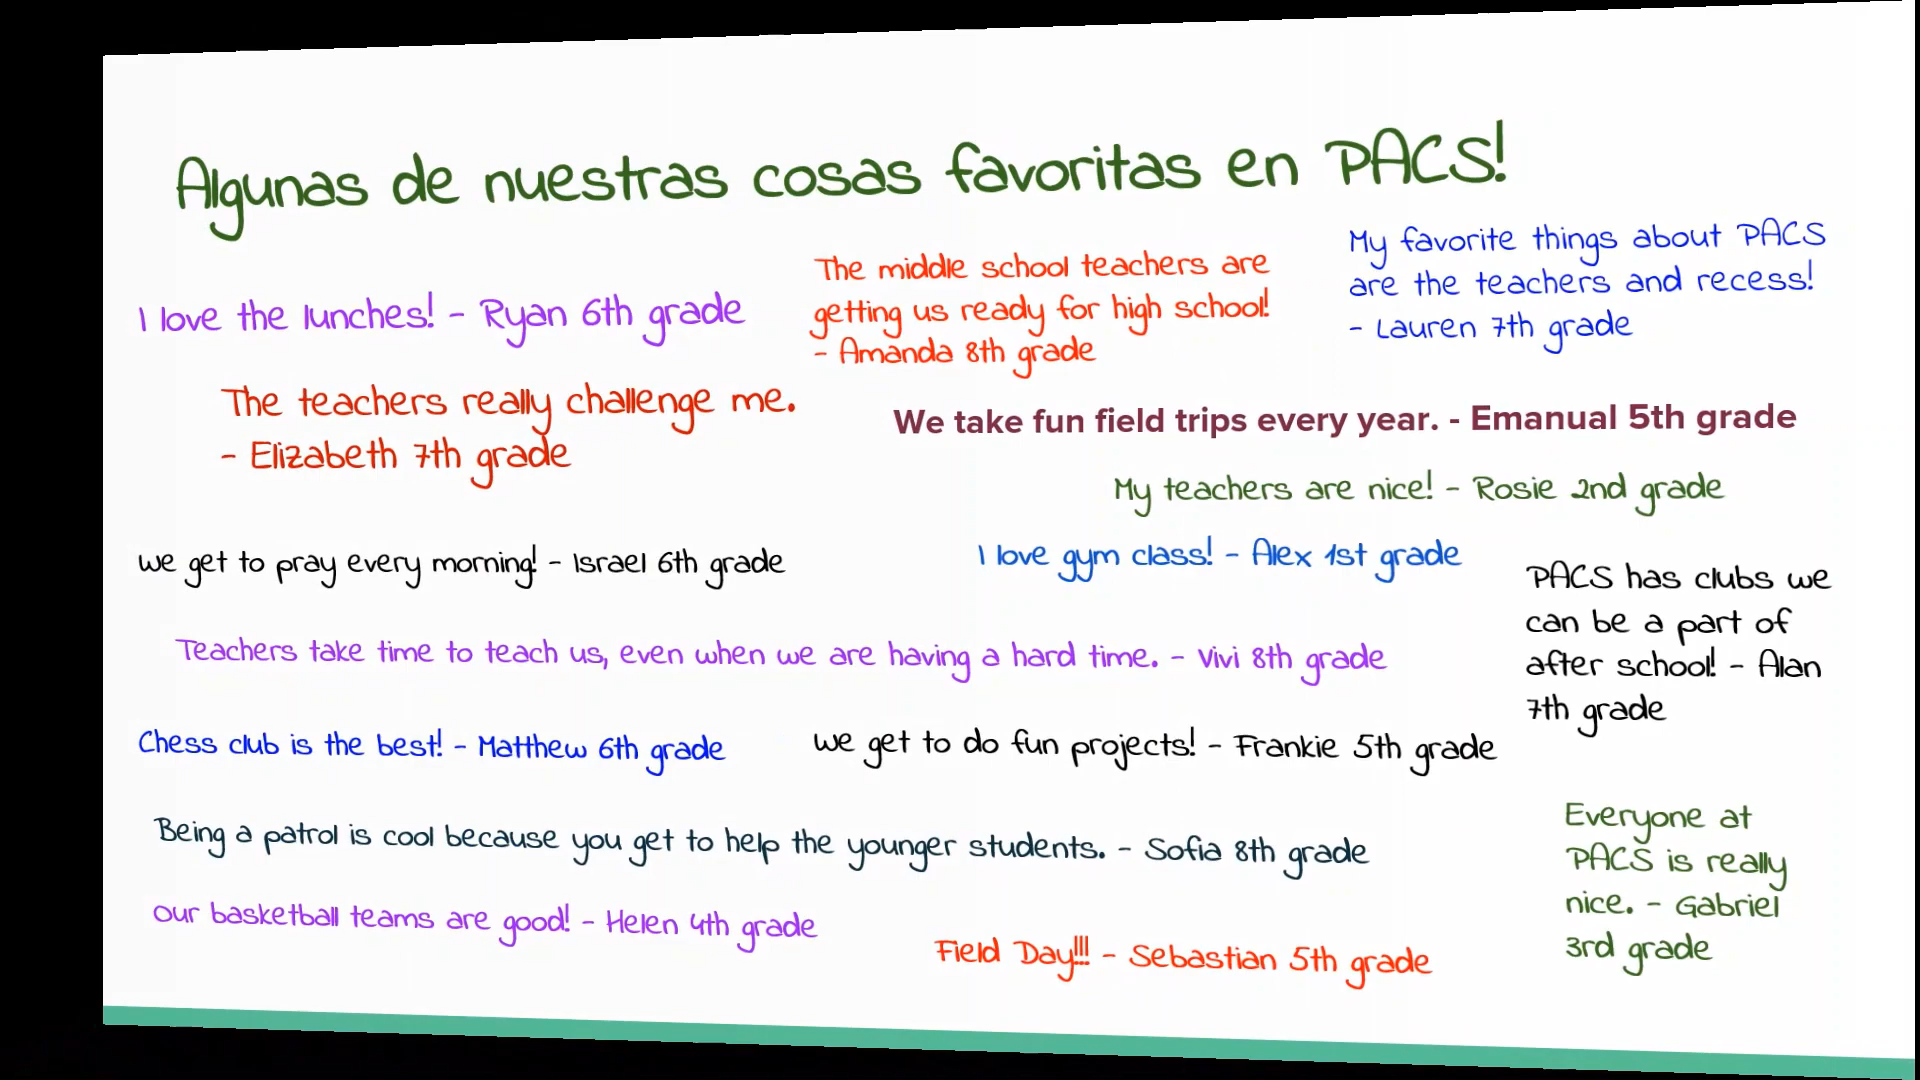 Algunas de nuestras cosas favoritas en PACS!
I love the lunches! - Ryan 6th grade
The middle school teachers are
getting us ready for high school!
- Amanda 8th grade
My favorite things about PACS
are the teachers and recess!
- Lauren 7th grade
The teachers really challenge me.
- Elizabeth 7th grade
We take fun field trips every year. - Emanual 5th grade
My teachers are nice! - Rosie 2nd grade
We get to pray every morning! - Israel 6th grade
I love gym class! - Alex 1st grade
PACS has clubs we
can be a part of
after school! - Alan
7th grade
Teachers take time to teach us, even when we are having a hard time. - Vivi 8th grade
Chess club is the best! - Matthew 6th grade
We get to do fun projects! - Frankie 5th grade
Being a patrol is cool because you get to help the younger students. - Sofia 8th grade
Everyone at
PACS is really
nice. - Gabriel
3rd grade
Our basketball teams are good! - Helen 4th grade
Field Day!!! - Sebastian 5th grade